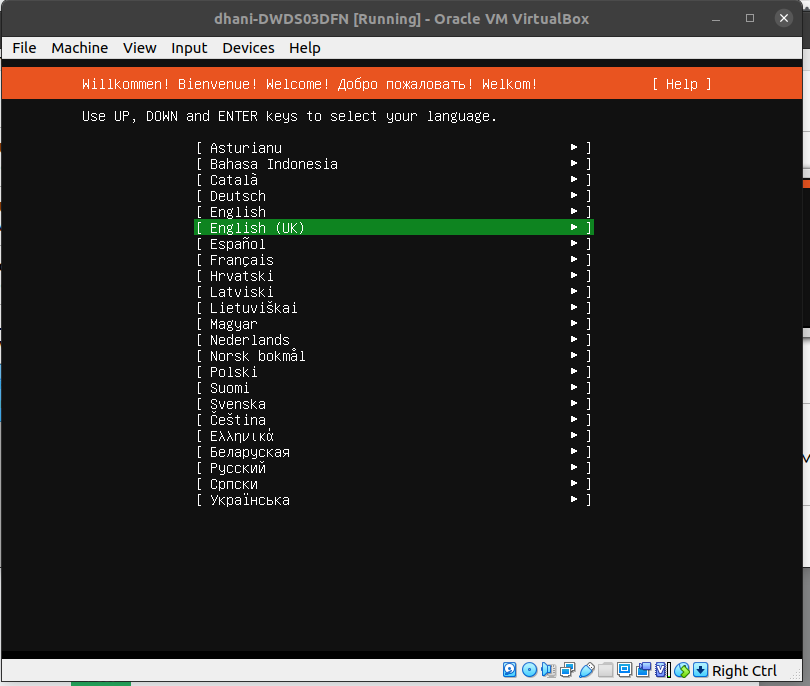 dhani-DWDS03DFN [Running] - Oracle VM VirtualBox
File Machine View Input Devices Help
Willkommen! Bienvenue! Welcome! Добро пожаловать! Welkom! [ Help ]
Use UP, DOWN and ENTER keys to select your language.
[ Asturianu ► ]
[ Bahasa Indonesia ► ]
[ Català ► ]
[ Deutsch ► ]
[ English ► ]
[ English (UK) ► ]
[ Español ► ]
[ Français ► ]
[ Hrvatski ► ]
[ Latviski ► ]
[ Lietuviškai ► ]
[ Magyar ► ]
[ Nederlands ► ]
[ Norsk bokmål ► ]
[ Polski ► ]
[ Suomi ► ]
[ Svenska ► ]
[ Čeština ► ]
[ Ελληνικά ► ]
[ Беларуская ► ]
[ Русский ► ]
[ Српски ► ]
[ Українська ► ]
Right Ctrl